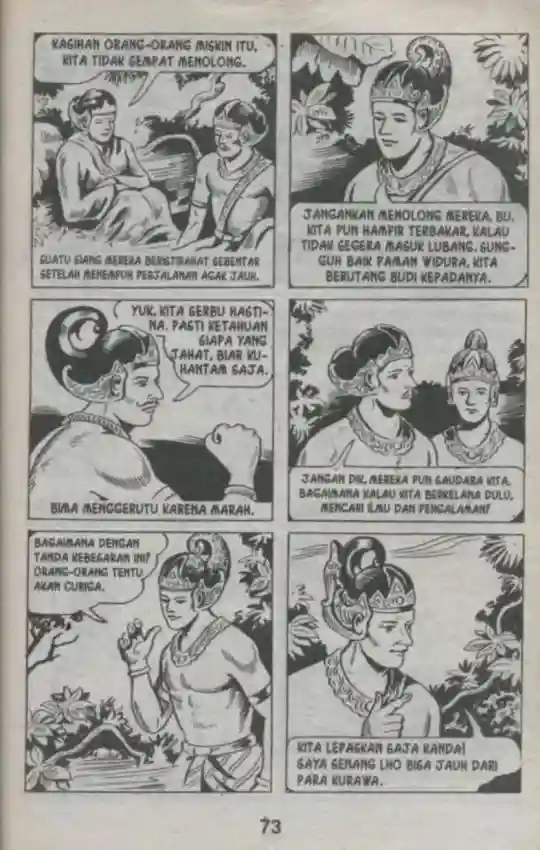 KASIHAN ORANG-ORANG MISKIN ITU,
KITA TIDAK SEMPAT MENOLONG.
SUATU SIANG MEREKA BERISTIRAHAT SEBENTAR
SETELAH MENEMPUH PERJALANAN AGAK JAUH.
JANGANKAN MENOLONG MEREKA, BU.
KITA PUN HAMPIR TERBAKAR, KALAU
TIDAK SEGERA MASUK LUBANG. SUNG-
GUH BAIK PAMAN WIDURA, KITA
BERUTANG BUDI KEPADANYA.
YUK, KITA SERBU HASTI-
NA. PASTI KETAHUAN
SIAPA YANG
JAHAT, BIAR KU-
HANTAM SAJA.
BIMA MENGGERUTU KARENA MARAH.
JANGAN DIK, MEREKA PUN SAUDARA KITA.
BAGAIMANA KALAU KITA BERKELANA DULU,
MENCARI ILMU DAN PENGALAMAN?
BAGAIMANA DENGAN
TANDA KEBESARAN INI?
ORANG-ORANG TENTU
AKAN CURIGA.
KITA LEPASKAN SAJA KANDA!
SAYA SENANG LHO BISA JAUH DARI
PARA KURAWA.
73